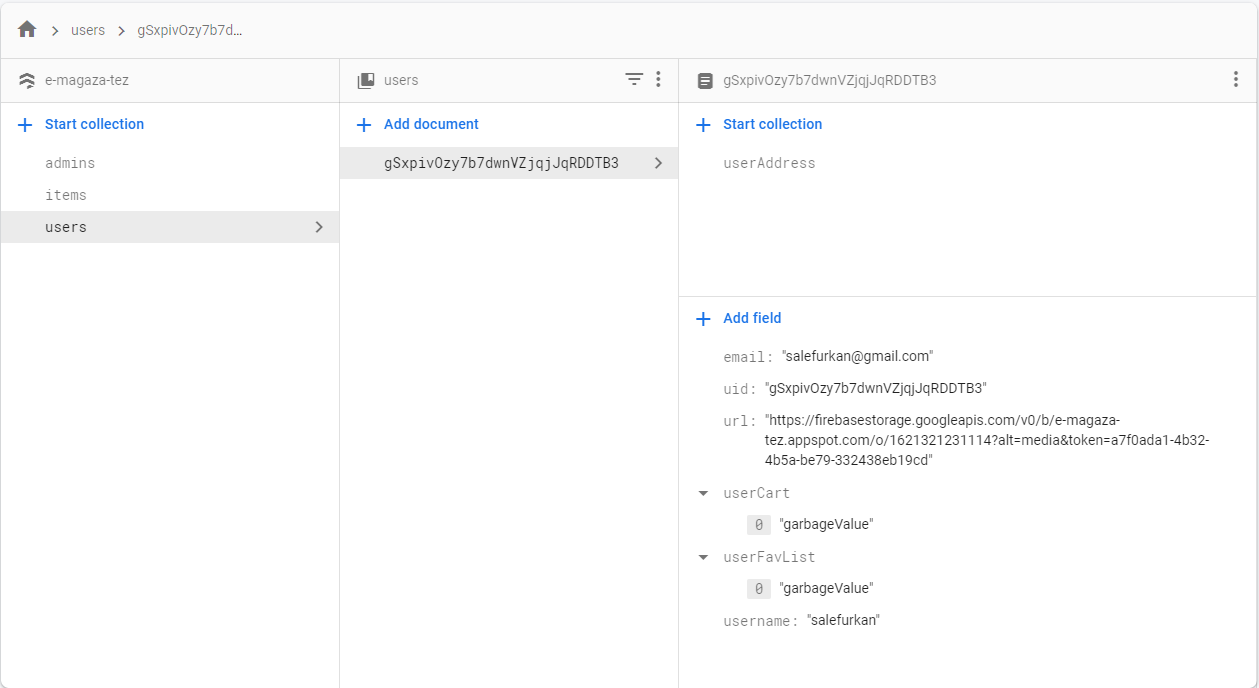 users
gSxpivOzy7b7d...
e-magaza-tez
Start collection
admins
items
users
users
Add document
gSxpivOzy7b7dwnVZjqjJqRDDTB3
gSxpivOzy7b7dwnVZjqjJqRDDTB3
Start collection
userAddress
Add field
email: "salefurkan@gmail.com"
uid: "gSxpivOzy7b7dwnVZjqjJqRDDTB3"
url: "https://firebasestorage.googleapis.com/v0/b/e-magaza-
tez.appspot.com/o/1621321231114?alt=media&token=a7f0ada1-4b32-
4b5a-be79-332438eb19cd"
userCart
0 "garbageValue"
userFavList
0 "garbageValue"
username: "salefurkan"